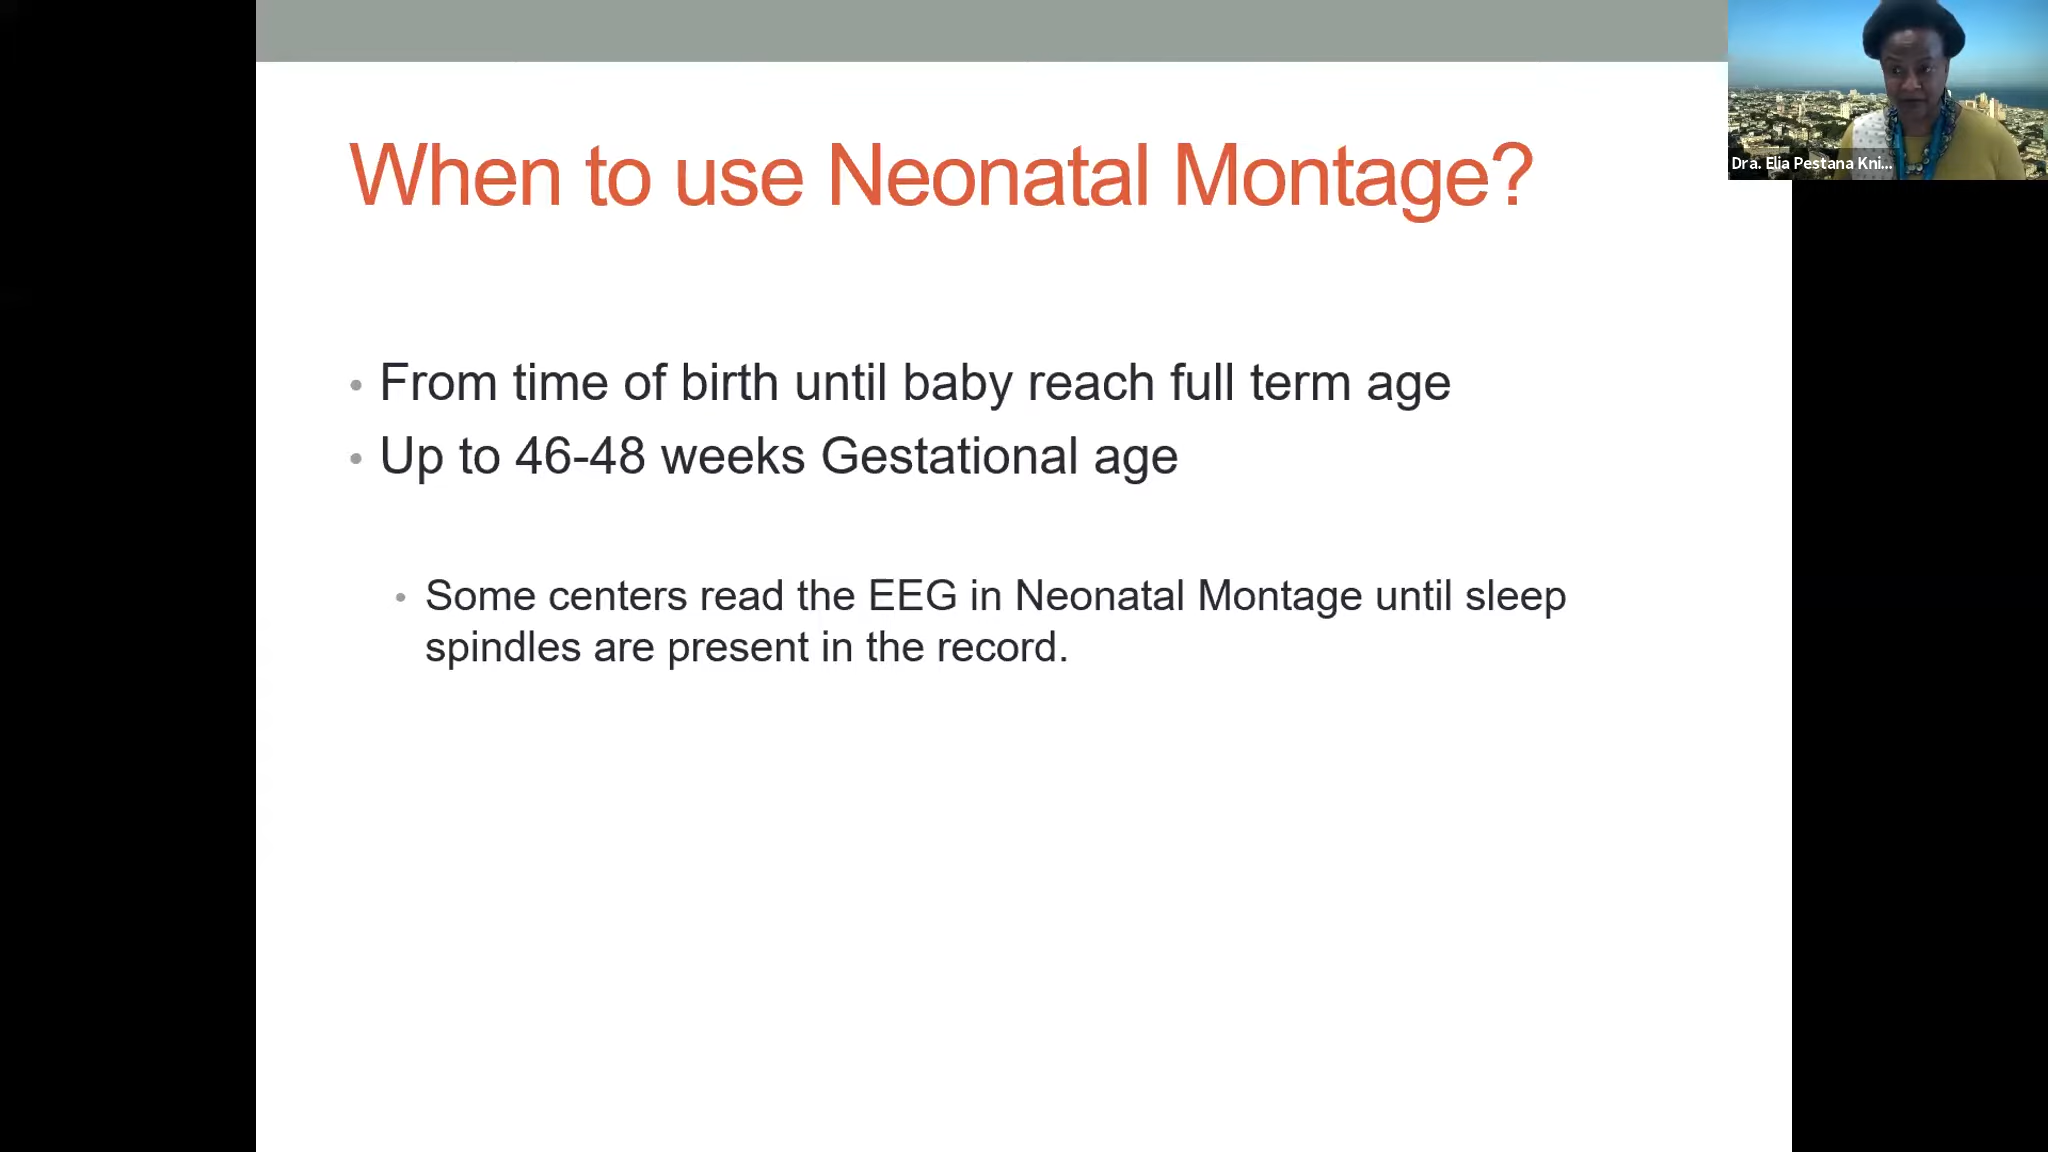 When to use Neonatal Montage?
• From time of birth until baby reach full term age
• Up to 46-48 weeks Gestational age
• Some centers read the EEG in Neonatal Montage until sleep
spindles are present in the record.
Dra. Elia Pestana Kni...